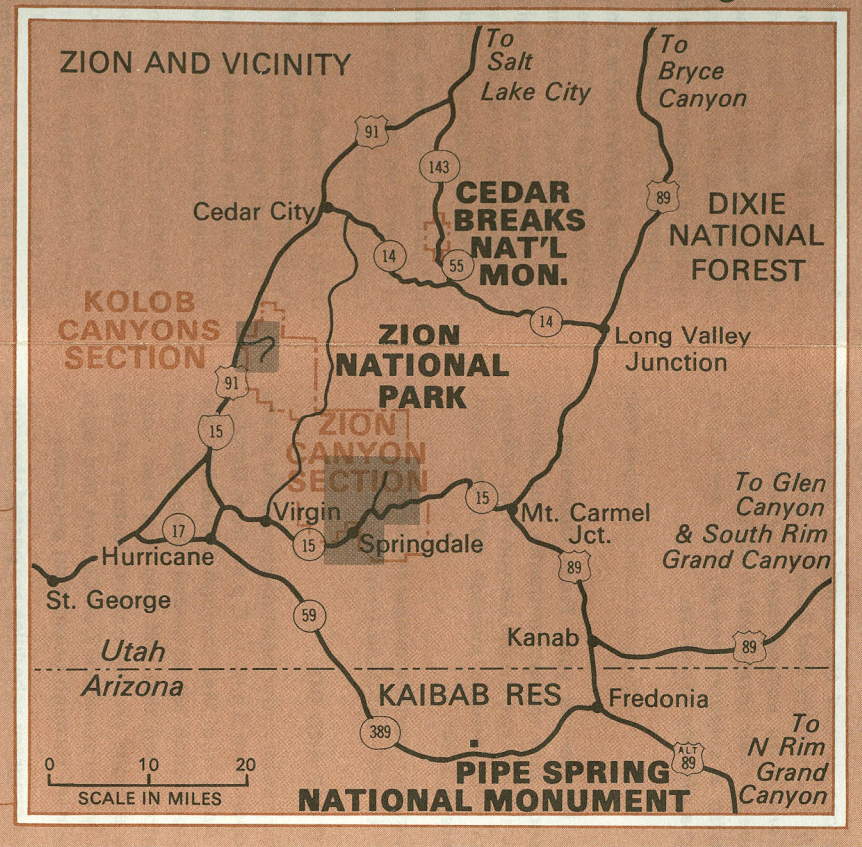 ZION AND VICINITY
To
Salt
Lake City
To
Bryce
Canyon
91
143
89
Cedar City
CEDAR
BREAKS
NAT'L
MON.
DIXIE
NATIONAL
FOREST
14
55
14
KOLOB
CANYONS
SECTION
ZION
NATIONAL
PARK
Long Valley
Junction
91
15
ZION
CANYON
SECTION
15
To Glen
Canyon
& South Rim
Grand Canyon
Virgin
Mt. Carmel
Jct.
17
15
Springdale
Hurricane
89
St. George
59
Kanab
89
Utah
Arizona
KAIBAB RES
Fredonia
389
To
N Rim
Grand
Canyon
ALT
89
PIPE SPRING
NATIONAL MONUMENT
0 10 20
SCALE IN MILES